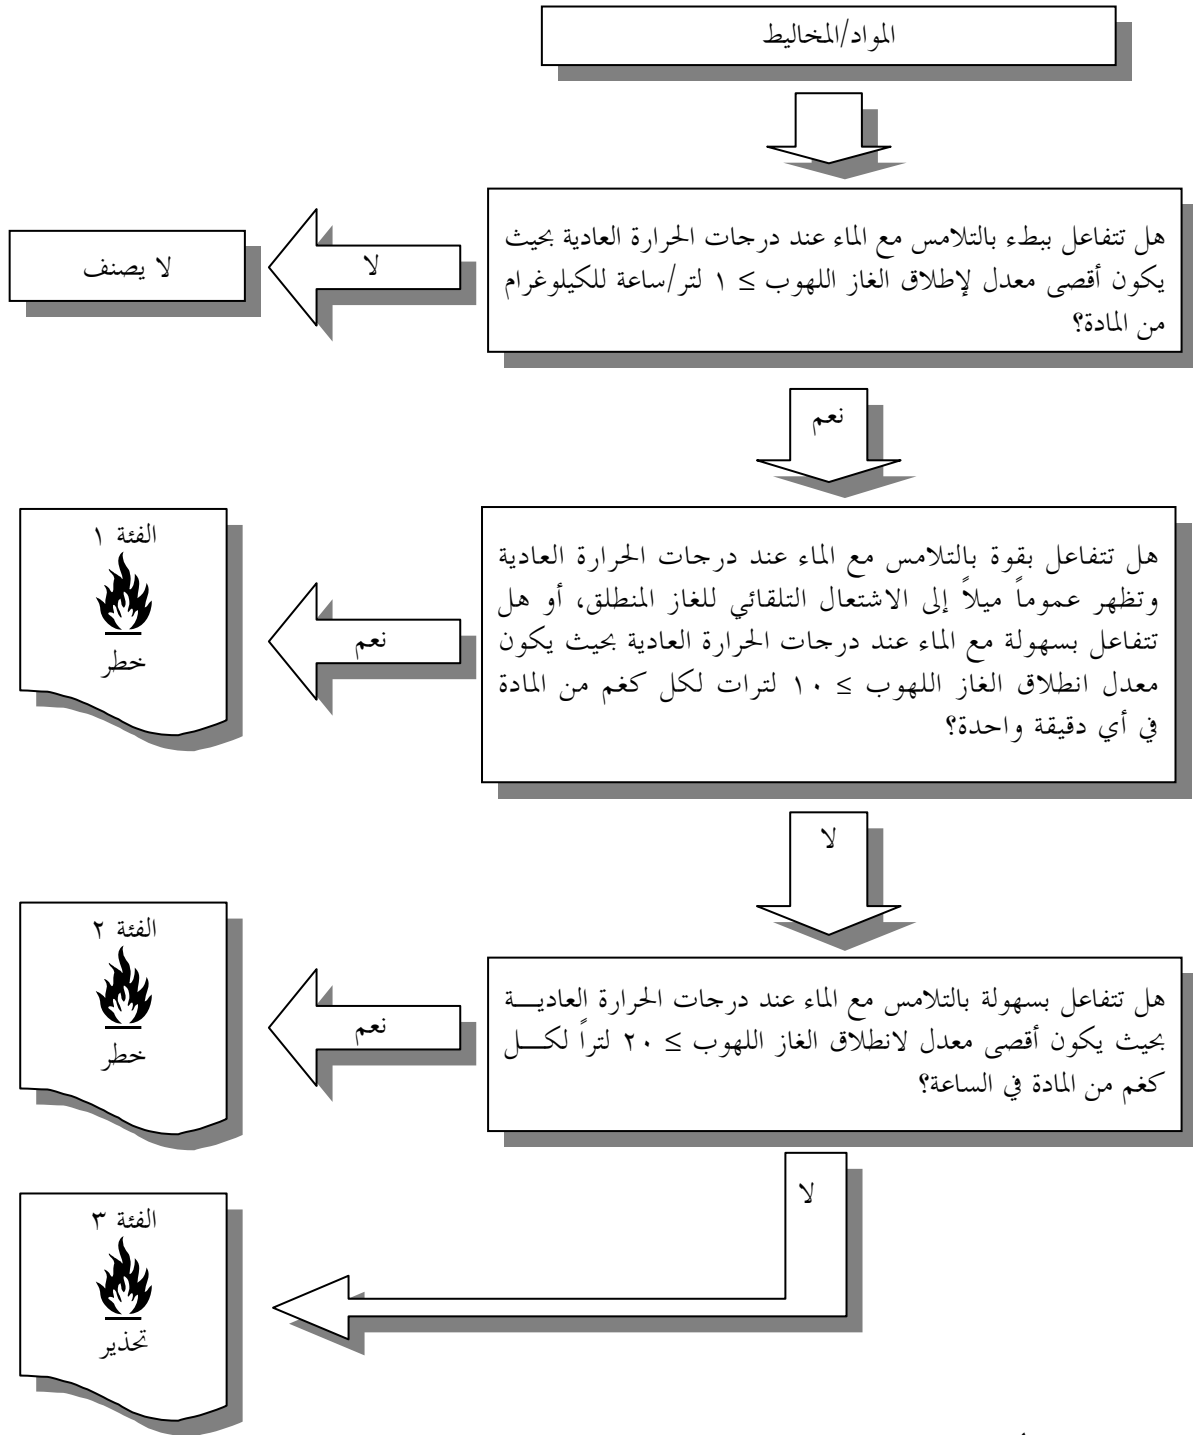 المواد/المخاليط
هل تتفاعل ببطء بالتلامس مع الماء عند درجات الحرارة العادية بحيث
يكون أقصى معدل لإطلاق الغاز اللهوب ≥ ١ لتر/ساعة للكيلوغرام
من المادة؟
لا
لا يصنف
نعم
هل تتفاعل بقوة بالتلامس مع الماء عند درجات الحرارة العادية
وتظهر عموماً ميلاً إلى الاشتعال التلقائي للغاز المنطلق، أو هل
تتفاعل بسهولة مع الماء عند درجات الحرارة العادية بحيث يكون
معدل انطلاق الغاز اللهوب ≥ ١٠ لترات لكل كغم من المادة
في أي دقيقة واحدة؟
نعم
الفئة ١
خطر
لا
هل تتفاعل بسهولة بالتلامس مع الماء عند درجات الحرارة العاديـــة
بحيث يكون أقصى معدل لانطلاق الغاز اللهوب ≥ ٢٠ لتراً لكـــل
كغم من المادة في الساعة؟
نعم
الفئة ٢
خطر
لا
الفئة ٣
تحذير